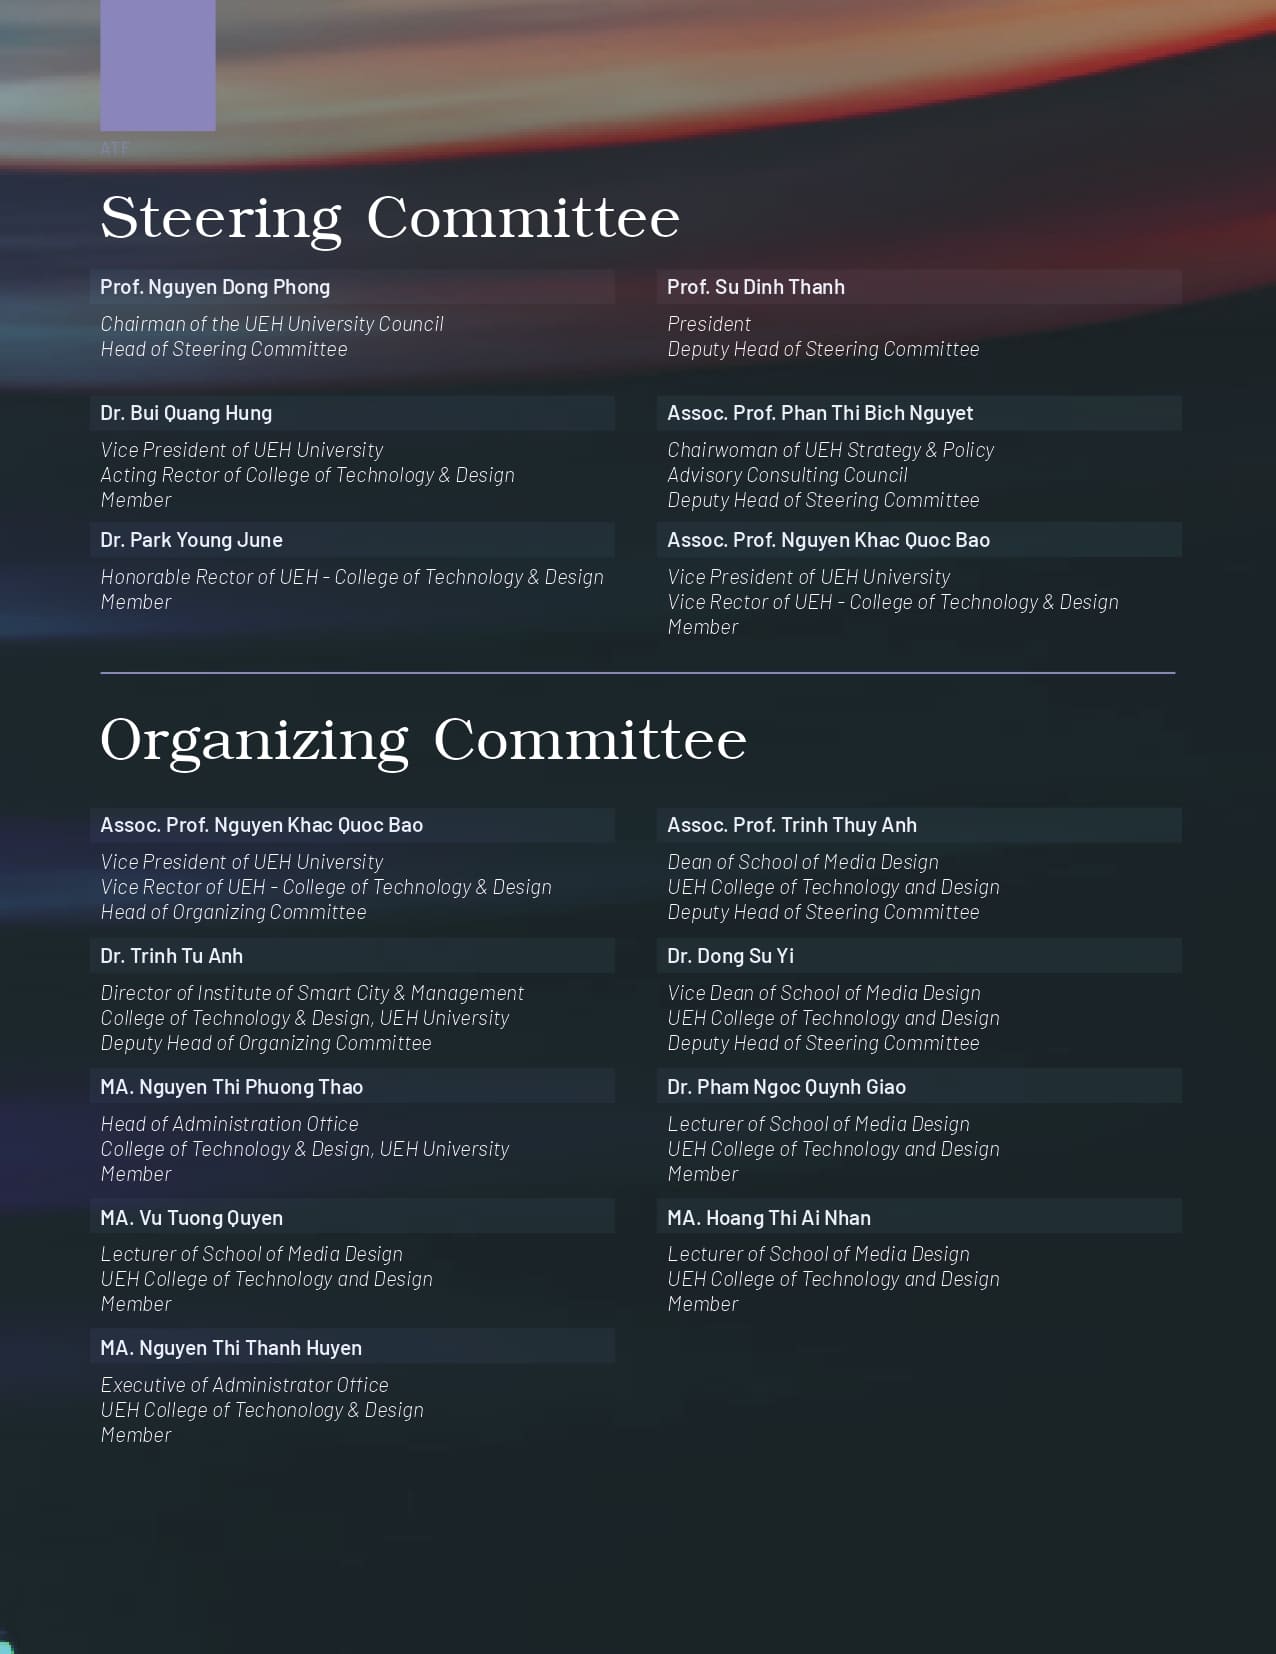 ATF
Steering Committee
Prof. Nguyen Dong Phong
Chairman of the UEH University Council
Head of Steering Committee
Prof. Su Dinh Thanh
President
Deputy Head of Steering Committee
Dr. Bui Quang Hung
Vice President of UEH University
Acting Rector of College of Technology & Design
Member
Assoc. Prof. Phan Thi Bich Nguyet
Chairwoman of UEH Strategy & Policy
Advisory Consulting Council
Deputy Head of Steering Committee
Dr. Park Young June
Honorable Rector of UEH - College of Technology & Design
Member
Assoc. Prof. Nguyen Khac Quoc Bao
Vice President of UEH University
Vice Rector of UEH - College of Technology & Design
Member
Organizing Committee
Assoc. Prof. Nguyen Khac Quoc Bao
Vice President of UEH University
Vice Rector of UEH - College of Technology & Design
Head of Organizing Committee
Assoc. Prof. Trinh Thuy Anh
Dean of School of Media Design
UEH College of Technology and Design
Deputy Head of Steering Committee
Dr. Trinh Tu Anh
Director of Institute of Smart City & Management
College of Technology & Design, UEH University
Deputy Head of Organizing Committee
Dr. Dong Su Yi
Vice Dean of School of Media Design
UEH College of Technology and Design
Deputy Head of Steering Committee
MA. Nguyen Thi Phuong Thao
Head of Administration Office
College of Technology & Design, UEH University
Member
Dr. Pham Ngoc Quynh Giao
Lecturer of School of Media Design
UEH College of Technology and Design
Member
MA. Vu Tuong Quyen
Lecturer of School of Media Design
UEH College of Technology and Design
Member
MA. Hoang Thi Ai Nhan
Lecturer of School of Media Design
UEH College of Technology and Design
Member
MA. Nguyen Thi Thanh Huyen
Executive of Administrator Office
UEH College of Techonology & Design
Member